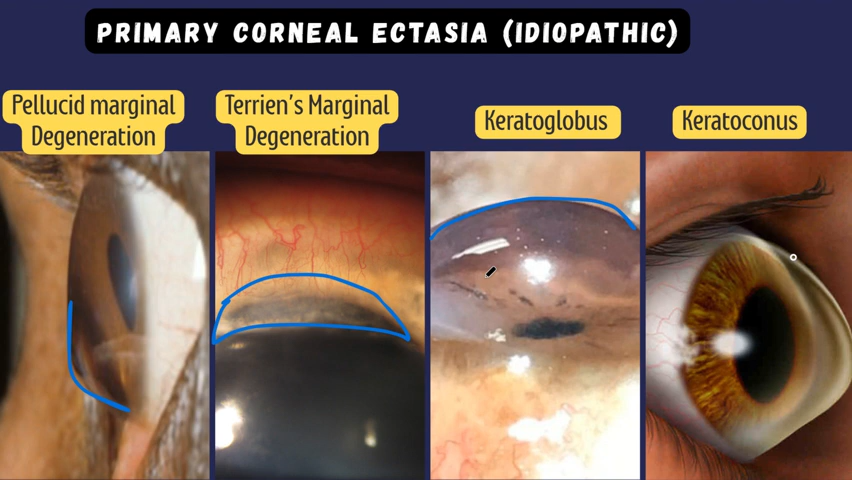 PRIMARY CORNEAL ECTASIA (IDIOPATHIC)
Pellucid marginal
Degeneration
Terrien's Marginal
Degeneration
Keratoglobus
Keratoconus